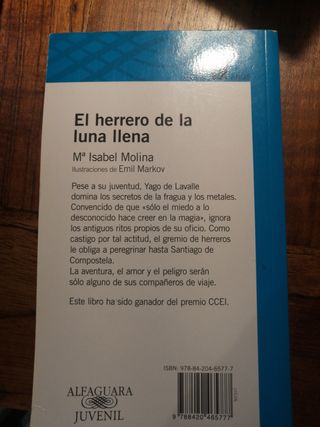 El herrero de la
luna llena
Mª Isabel Molina
ilustraciones de Emil Markov
Pese a su juventud, Yago de Lavalle
domina los secretos de la fragua y los metales.
Convencido de que «sólo el miedo a lo
desconocido hace creer en la magia», ignora
los antiguos ritos propios de su oficio. Como
castigo por tal actitud, el gremio de herreros
le obliga a peregrinar hasta Santiago de
Compostela.
La aventura, el amor y el peligro serán
sólo alguno de sus compañeros de viaje.
Este libro ha sido ganador del premio CCEI.
ISBN: 978-84-204-6577-7
9 788420 465777
ALFAGUARA
JUVENIL